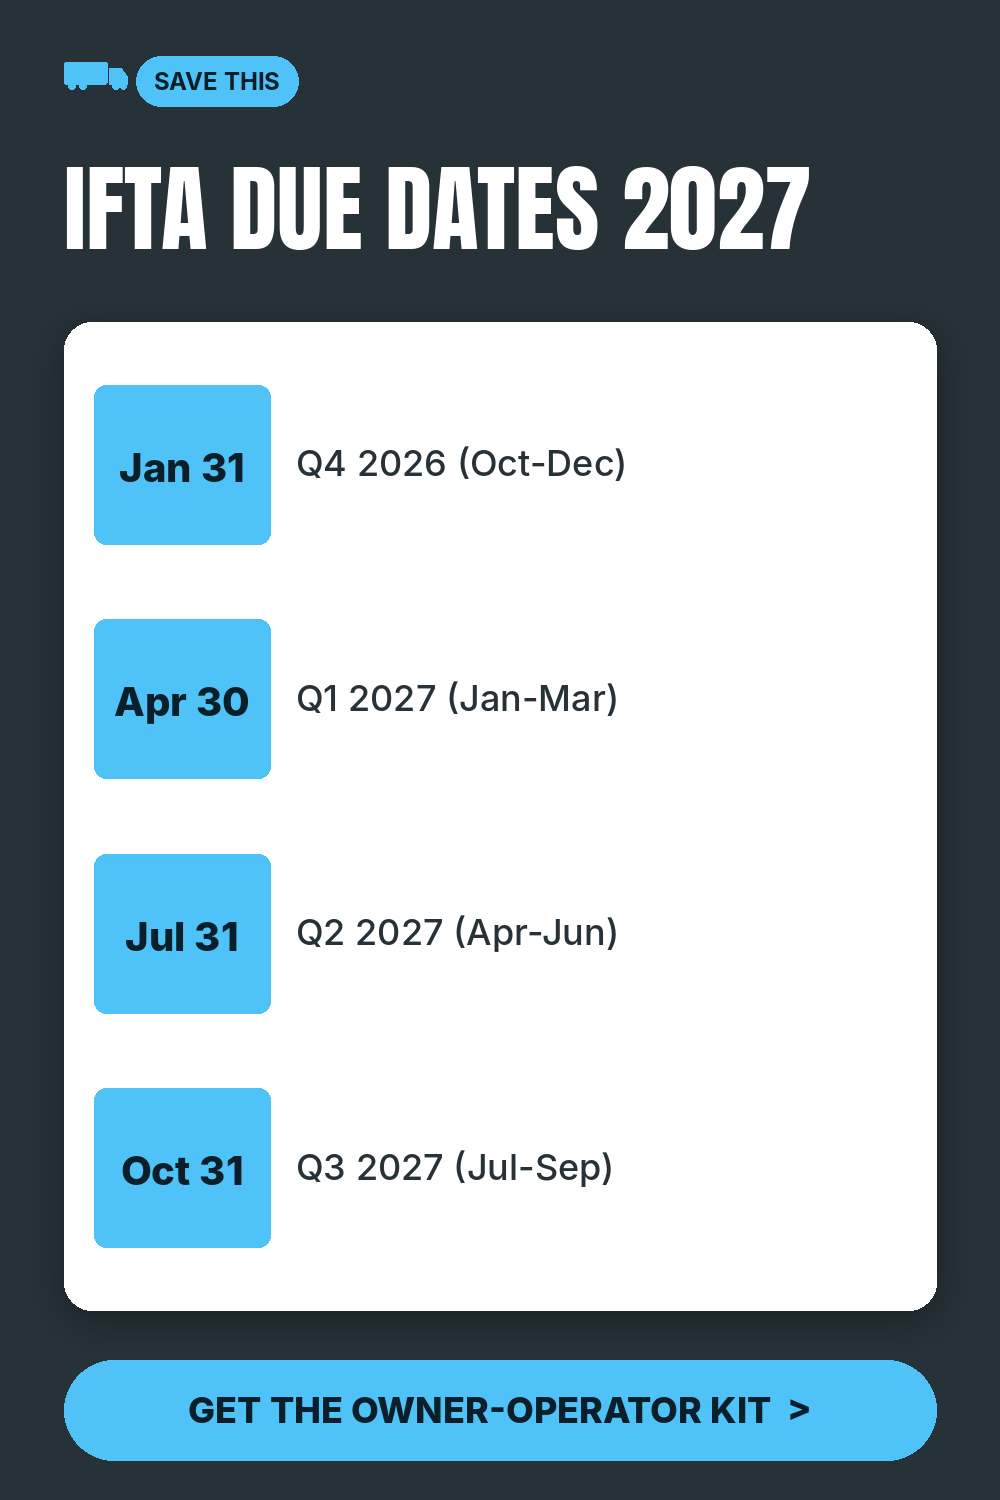 SAVE THIS
IFTA DUE DATES 2027
Jan 31 Q4 2026 (Oct-Dec)
Apr 30 Q1 2027 (Jan-Mar)
Jul 31 Q2 2027 (Apr-Jun)
Oct 31 Q3 2027 (Jul-Sep)
GET THE OWNER-OPERATOR KIT >